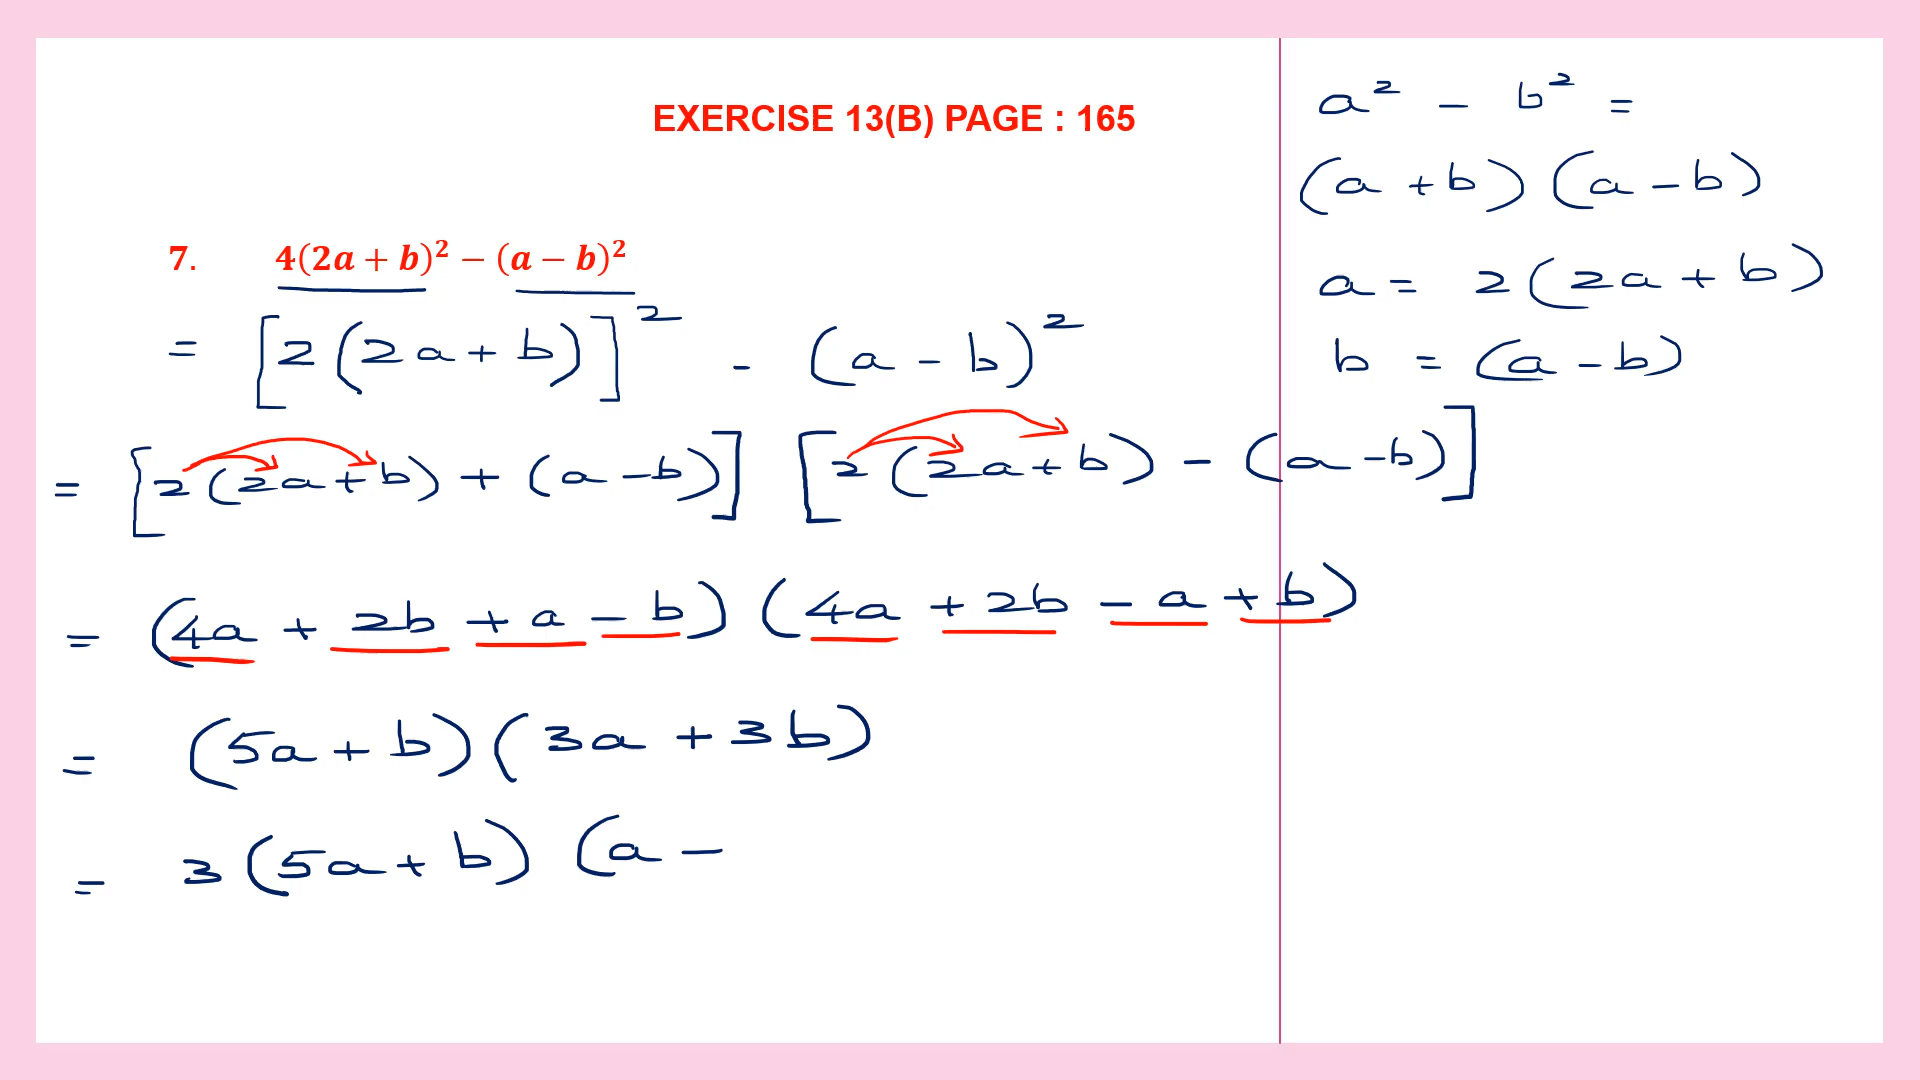 EXERCISE 13(B) PAGE : 165
7. 4(2a + b)² − (a − b)²
= [2(2a + b)]² - (a - b)²
= [2(2a+b) + (a-b)] [2(2a+b) - (a-b)]
= (4a + 2b + a - b) (4a + 2b - a + b)
= (5a + b) (3a + 3b)
= 3(5a + b) (a -
a² - b² =
(a + b) (a - b)
a = 2(2a + b)
b = (a - b)